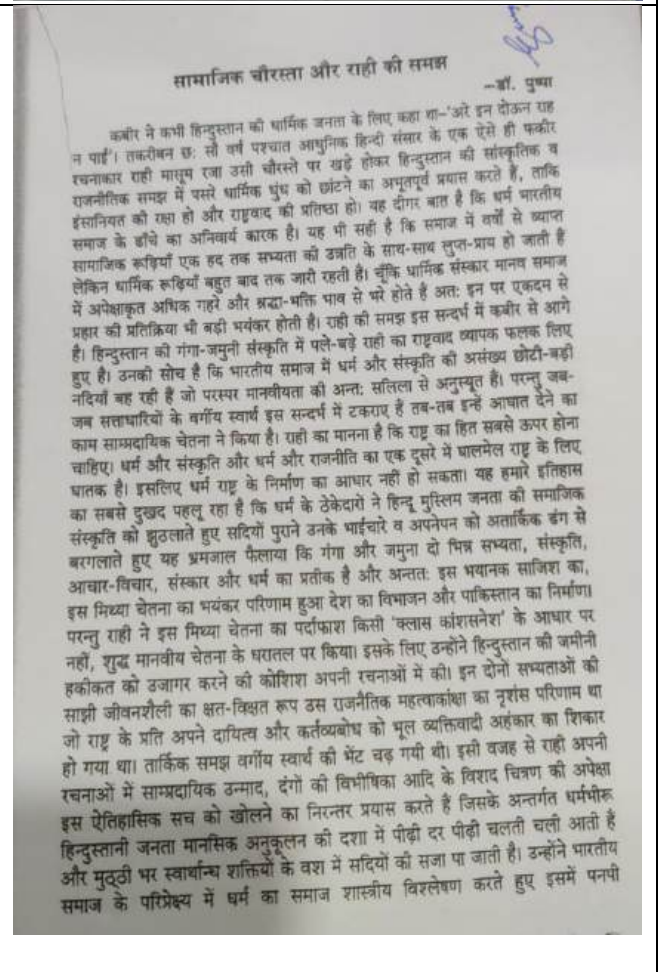 सामाजिक चौरस्ता और राही की समझ
–डॉ. पुष्पा
कबीर ने कभी हिन्दुस्तान की धार्मिक जनता के लिए कहा था–'अरे इन दोऊन राह
न पाई'। तकरीबन छः सौ वर्ष पश्चात आधुनिक हिन्दी संसार के एक ऐसे ही फकीर
रचनाकार राही मासूम रजा उसी चौरस्ते पर खड़े होकर हिन्दुस्तान की सांस्कृतिक व
राजनीतिक समझ में पसरे धार्मिक धुंध को छांटने का अभूतपूर्व प्रयास करते हैं, ताकि
इंसानियत की रक्षा हो और राष्ट्रवाद की प्रतिष्ठा हो। यह दीगर बात है कि धर्म भारतीय
समाज के ढाँचे का अनिवार्य कारक है। यह भी सही है कि समाज में वर्षों से व्याप्त
सामाजिक रूढ़ियाँ एक हद तक सभ्यता की उन्नति के साथ-साथ लुप्त-प्राय हो जाती हैं
लेकिन धार्मिक रूढ़ियाँ बहुत बाद तक जारी रहती है। चूँकि धार्मिक संस्कार मानव समाज
में अपेक्षाकृत अधिक गहरे और श्रद्धा-भक्ति भाव से भरे होते है अतः इन पर एकदम से
प्रहार की प्रतिक्रिया भी बड़ी भयंकर होती है। राही की समझ इस सन्दर्भ में कबीर से आगे
है। हिन्दुस्तान की गंगा-जमुनी संस्कृति में पले-बढ़े राही का राष्ट्रवाद व्यापक फलक लिए
हुए है। उनकी सोच है कि भारतीय समाज में धर्म और संस्कृति की असंख्य छोटी-बड़ी
नदियाँ बह रही हैं जो परस्पर मानवीयता की अन्तः सलिला से अनुस्यूत हैं। परन्तु जब-
जब सत्ताधारियों के वर्गीय स्वार्थ इस सन्दर्भ में टकराए हैं तब-तब इन्हें आघात देने का
काम साम्प्रदायिक चेतना ने किया है। राही का मानना है कि राष्ट्र का हित सबसे ऊपर होना
चाहिए। धर्म और संस्कृति और धर्म और राजनीति का एक दूसरे में घालमेल राष्ट्र के लिए
घातक है। इसलिए धर्म राष्ट्र के निर्माण का आधार नहीं हो सकता। यह हमारे इतिहास
का सबसे दुखद पहलू रहा है कि धर्म के ठेकेदारों ने हिन्दू मुस्लिम जनता की समाजिक
संस्कृति को झुठलाते हुए सदियों पुराने उनके भाईचारे व अपनेपन को अतार्किक ढंग से
बरगलाते हुए यह भ्रमजाल फैलाया कि गंगा और जमुना दो भिन्न सभ्यता, संस्कृति,
आचार-विचार, संस्कार और धर्म का प्रतीक है और अन्ततः इस भयानक साजिश का,
इस मिथ्या चेतना का भयंकर परिणाम हुआ देश का विभाजन और पाकिस्तान का निर्माण।
परन्तु राही ने इस मिथ्या चेतना का पर्दाफाश किसी 'क्लास कांशसनेश' के आधार पर
नहीं, शुद्ध मानवीय चेतना के धरातल पर किया। इसके लिए उन्होंने हिन्दुस्तान की जमीनी
हकीकत को उजागर करने की कोशिश अपनी रचनाओं में की। इन दोनों सभ्यताओं की
साझी जीवनशैली का क्षत-विक्षत रूप उस राजनैतिक महत्वाकांक्षा का नृशंस परिणाम था
जो राष्ट्र के प्रति अपने दायित्व और कर्तव्यबोध को भूल व्यक्तिवादी अहंकार का शिकार
हो गया था। तार्किक समझ वर्गीय स्वार्थ की भेंट चढ़ गयी थी। इसी वजह से राही अपनी
रचनाओं में साम्प्रदायिक उन्माद, दंगों की विभीषिका आदि के विशद चित्रण की अपेक्षा
इस ऐतिहासिक सच को खोलने का निरन्तर प्रयास करते हैं जिसके अन्तर्गत धर्मभीरू
हिन्दुस्तानी जनता मानसिक अनुकूलन की दशा में पीढ़ी दर पीढ़ी चलती चली आती है
और मुठ्ठी भर स्वार्थान्ध शक्तियों के वश में सदियों की सजा पा जाती है। उन्होंने भारतीय
समाज के परिप्रेक्ष्य में धर्म का समाज शास्त्रीय विश्लेषण करते हुए इसमें पनपी